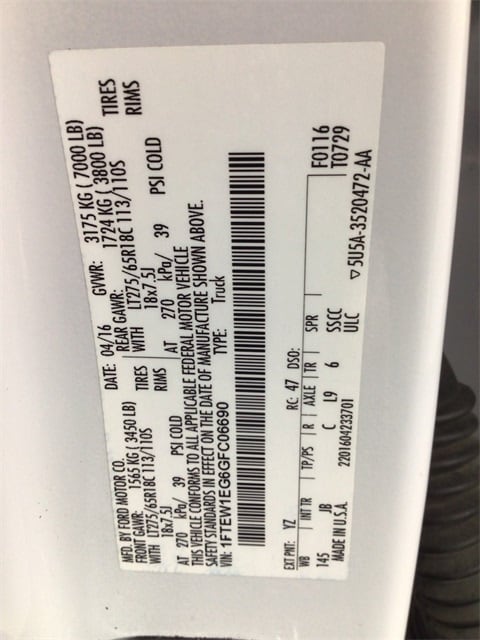 MFD. BY FORD MOTOR CO. DATE: 04/16 GVWR: 3175 KG ( 7000 LB)
FRONT GAWR: 1565 KG ( 3450 LB) REAR GAWR: 1724 KG ( 3800 LB)
WITH LT275/65R18C 113/110S TIRES WITH LT275/65R18C 113/110S TIRES
18x7.5J RIMS 18x7.5J RIMS
AT 270 kPa/ 39 PSI COLD AT 270 kPa/ 39 PSI COLD
THIS VEHICLE CONFORMS TO ALL APPLICABLE FEDERAL MOTOR VEHICLE
SAFETY STANDARDS IN EFFECT ON THE DATE OF MANUFACTURE SHOWN ABOVE.
VIN: 1FTEW1EG6GFC06690 TYPE: Truck
F0116
T0729
EXT PNT: YZ RC: 47 DSO:
WB INT TR TP/PS R AXLE TR SPR
145 JB C L9 6 SSCC
ULC
MADE IN U.S.A. 2201604233701
▽5U5A-3520472-AA